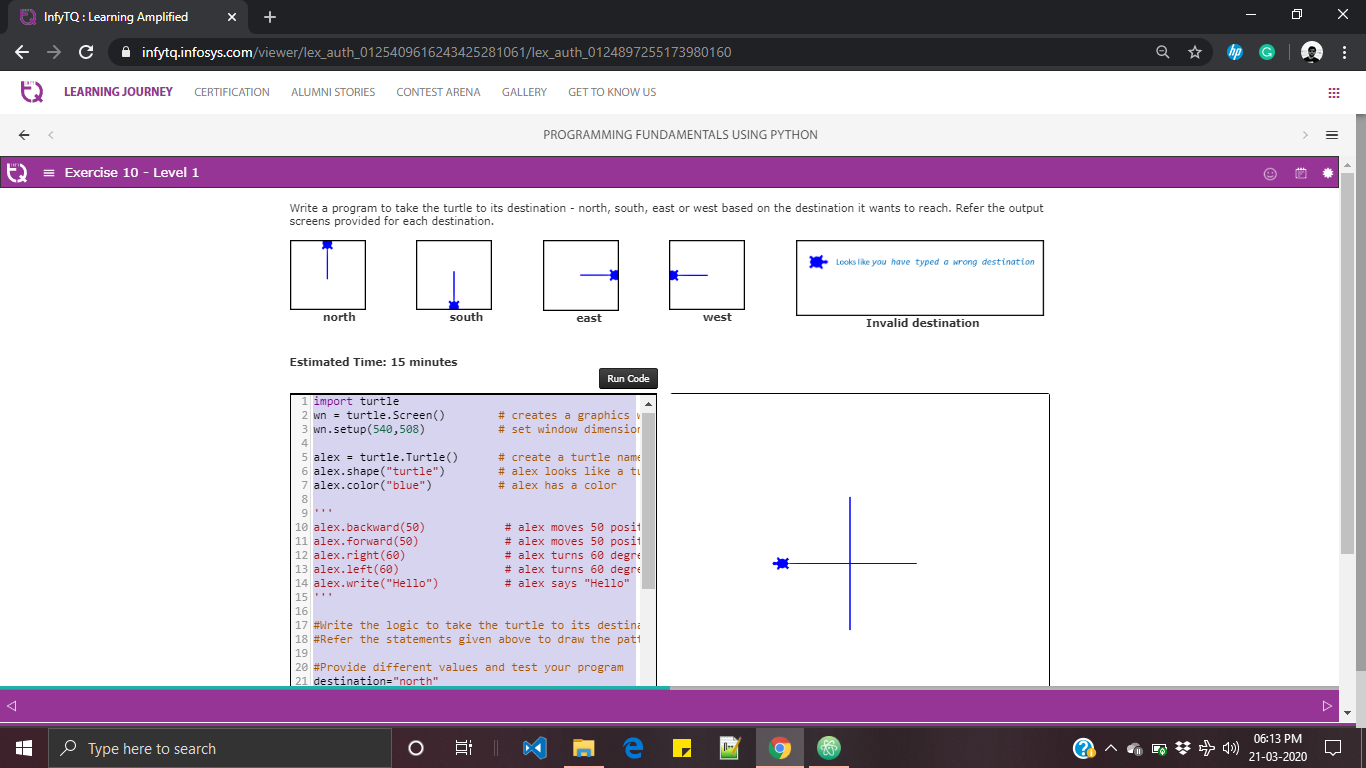 InfyTQ : Learning Amplified
infytq.infosys.com/viewer/lex_auth_0125409616243425281061/lex_auth_0124897255173980160
LEARNING JOURNEY CERTIFICATION ALUMNI STORIES CONTEST ARENA GALLERY GET TO KNOW US
PROGRAMMING FUNDAMENTALS USING PYTHON
Exercise 10 - Level 1
Write a program to take the turtle to its destination - north, south, east or west based on the destination it wants to reach. Refer the output
screens provided for each destination.
Looks like you have typed a wrong destination
north south east west Invalid destination
Estimated Time: 15 minutes
Run Code
1 import turtle
2 wn = turtle.Screen() # creates a graphics w
3 wn.setup(540,508) # set window dimension
4
5 alex = turtle.Turtle() # create a turtle name
6 alex.shape("turtle") # alex looks like a tu
7 alex.color("blue") # alex has a color
8
9 '''
10 alex.backward(50) # alex moves 50 posit
11 alex.forward(50) # alex moves 50 posit
12 alex.right(60) # alex turns 60 degre
13 alex.left(60) # alex turns 60 degre
14 alex.write("Hello") # alex says "Hello"
15 '''
16
17 #Write the logic to take the turtle to its destina
18 #Refer the statements given above to draw the patt
19
20 #Provide different values and test your program
21 destination="north"
Type here to search
06:13 PM
21-03-2020